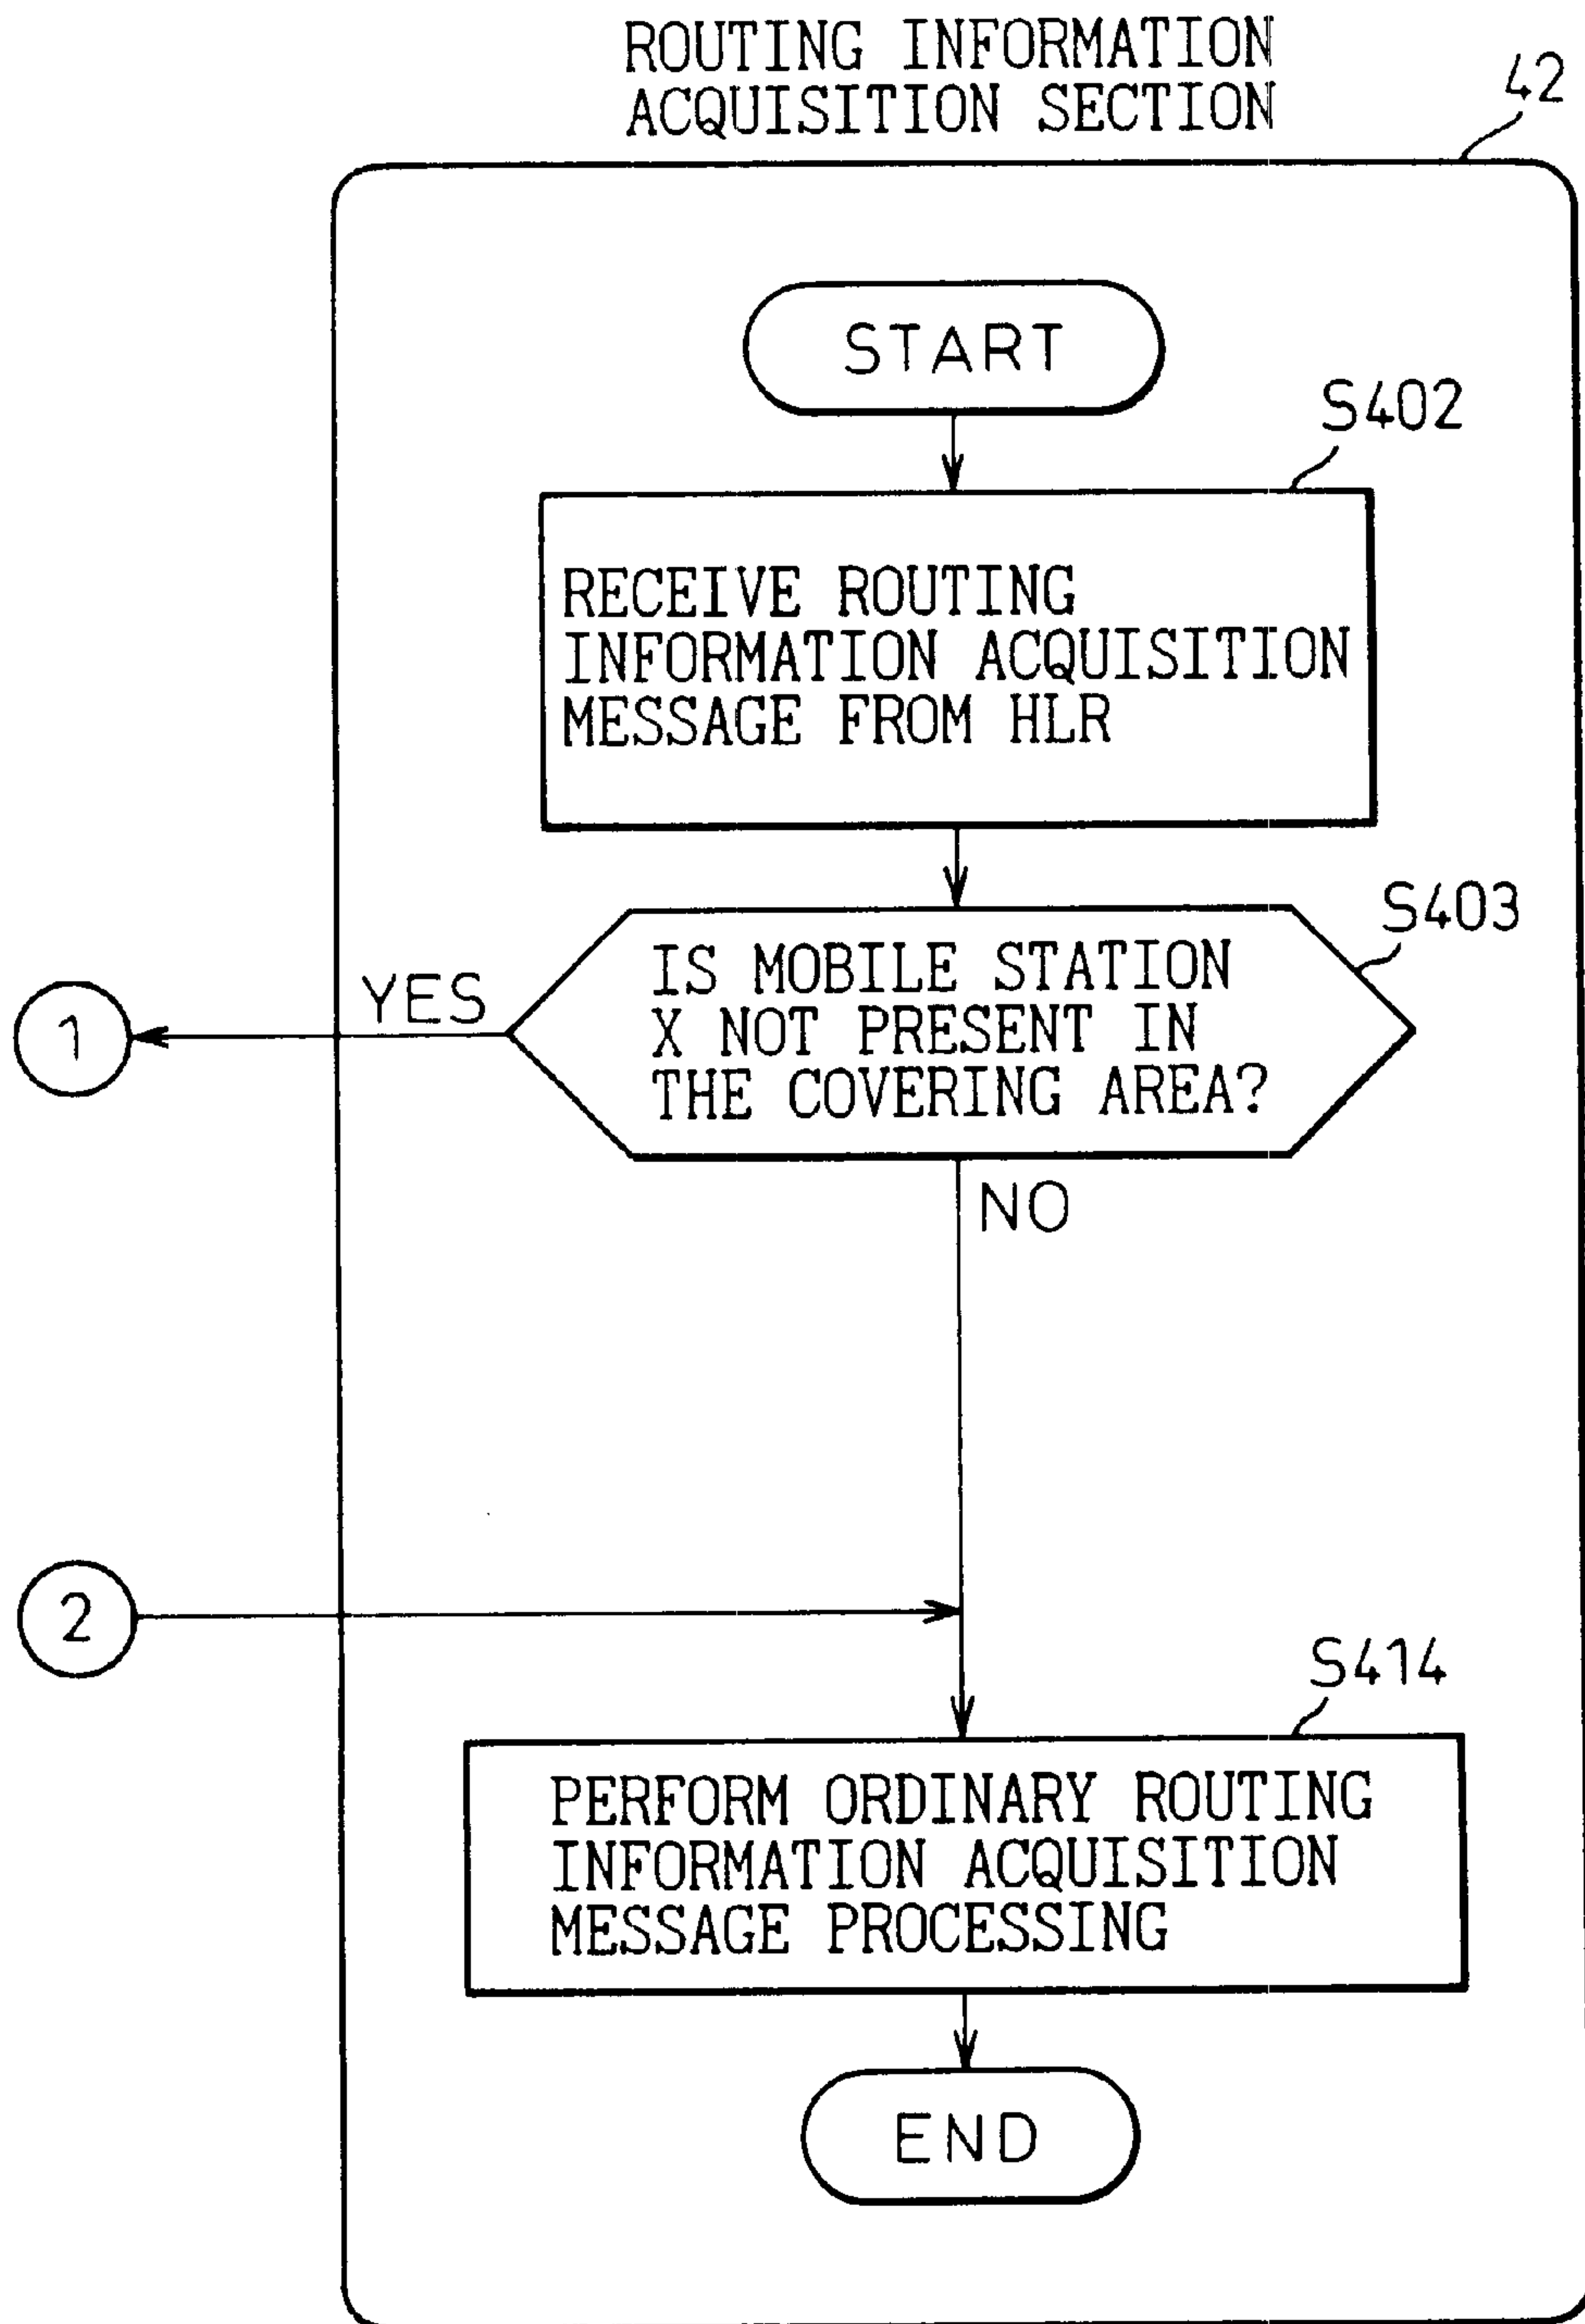 ROUTING INFORMATION
ACQUISITION SECTION
42
START
S402
RECEIVE ROUTING
INFORMATION ACQUISITION
MESSAGE FROM HLR
S403
IS MOBILE STATION
X NOT PRESENT IN
THE COVERING AREA?
YES
1
NO
2
S414
PERFORM ORDINARY ROUTING
INFORMATION ACQUISITION
MESSAGE PROCESSING
END